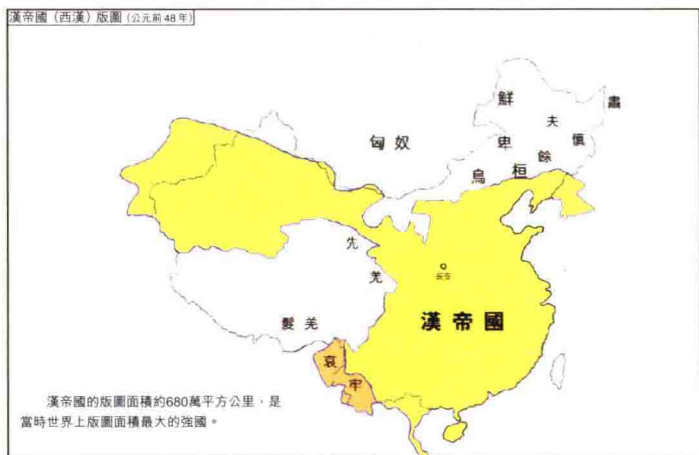 漢帝國（西漢）版圖（公元前48年）
鮮卑
肅慎
夫餘
匈奴
烏桓
先羌
長安
漢帝國
髮羌
哀牢
漢帝國的版圖面積約680萬平方公里，是
當時世界上版圖面積最大的強國。